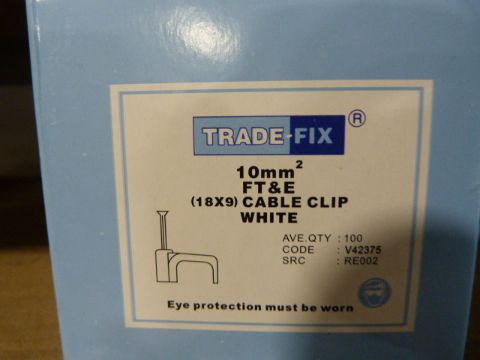 TRADE-FIX ®
10mm²
FT&E
(18X9) CABLE CLIP
WHITE
AVE.QTY : 100
CODE : V42375
SRC : RE002
Eye protection must be worn